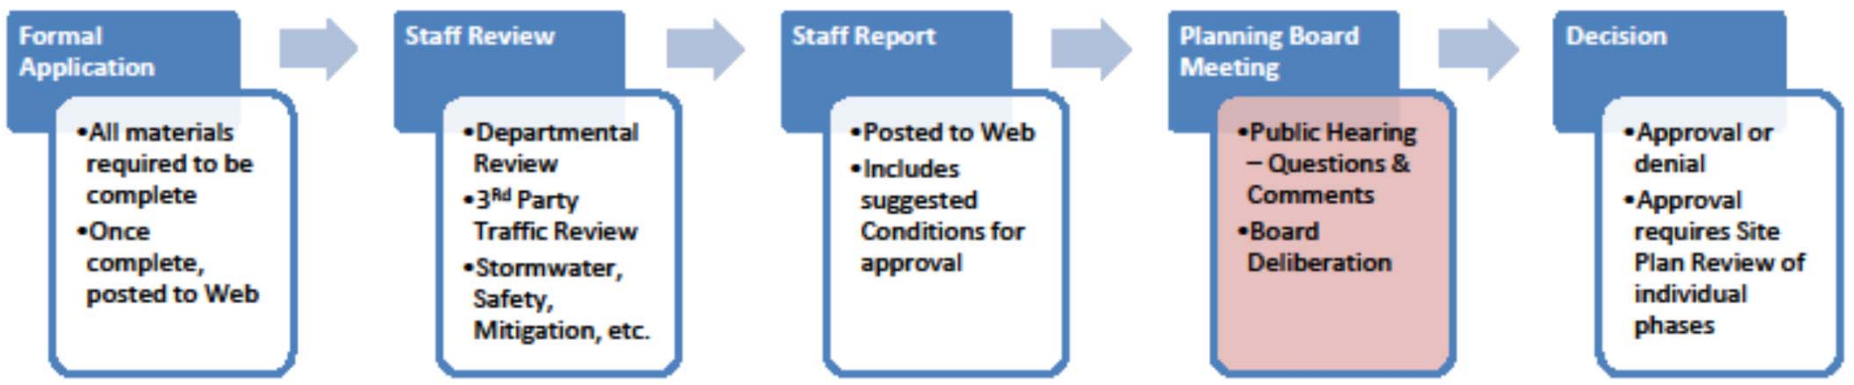 Formal
Application
•All materials
required to be
complete
•Once
complete,
posted to Web
Staff Review
•Departmental
Review
•3Rd Party
Traffic Review
•Stormwater,
Safety,
Mitigation, etc.
Staff Report
•Posted to Web
•Includes
suggested
Conditions for
approval
Planning Board
Meeting
•Public Hearing
– Questions &
Comments
•Board
Deliberation
Decision
•Approval or
denial
•Approval
requires Site
Plan Review of
individual
phases